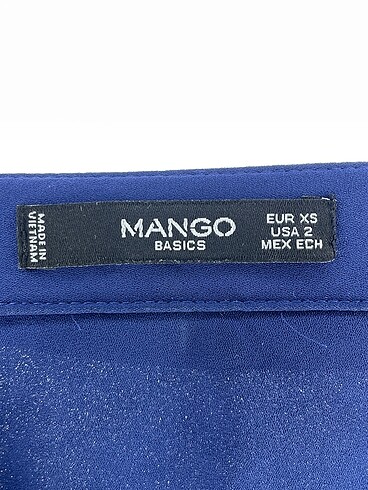 MADE IN
VIETNAM
MANGO
BASICS
EUR XS
USA 2
MEX ECH